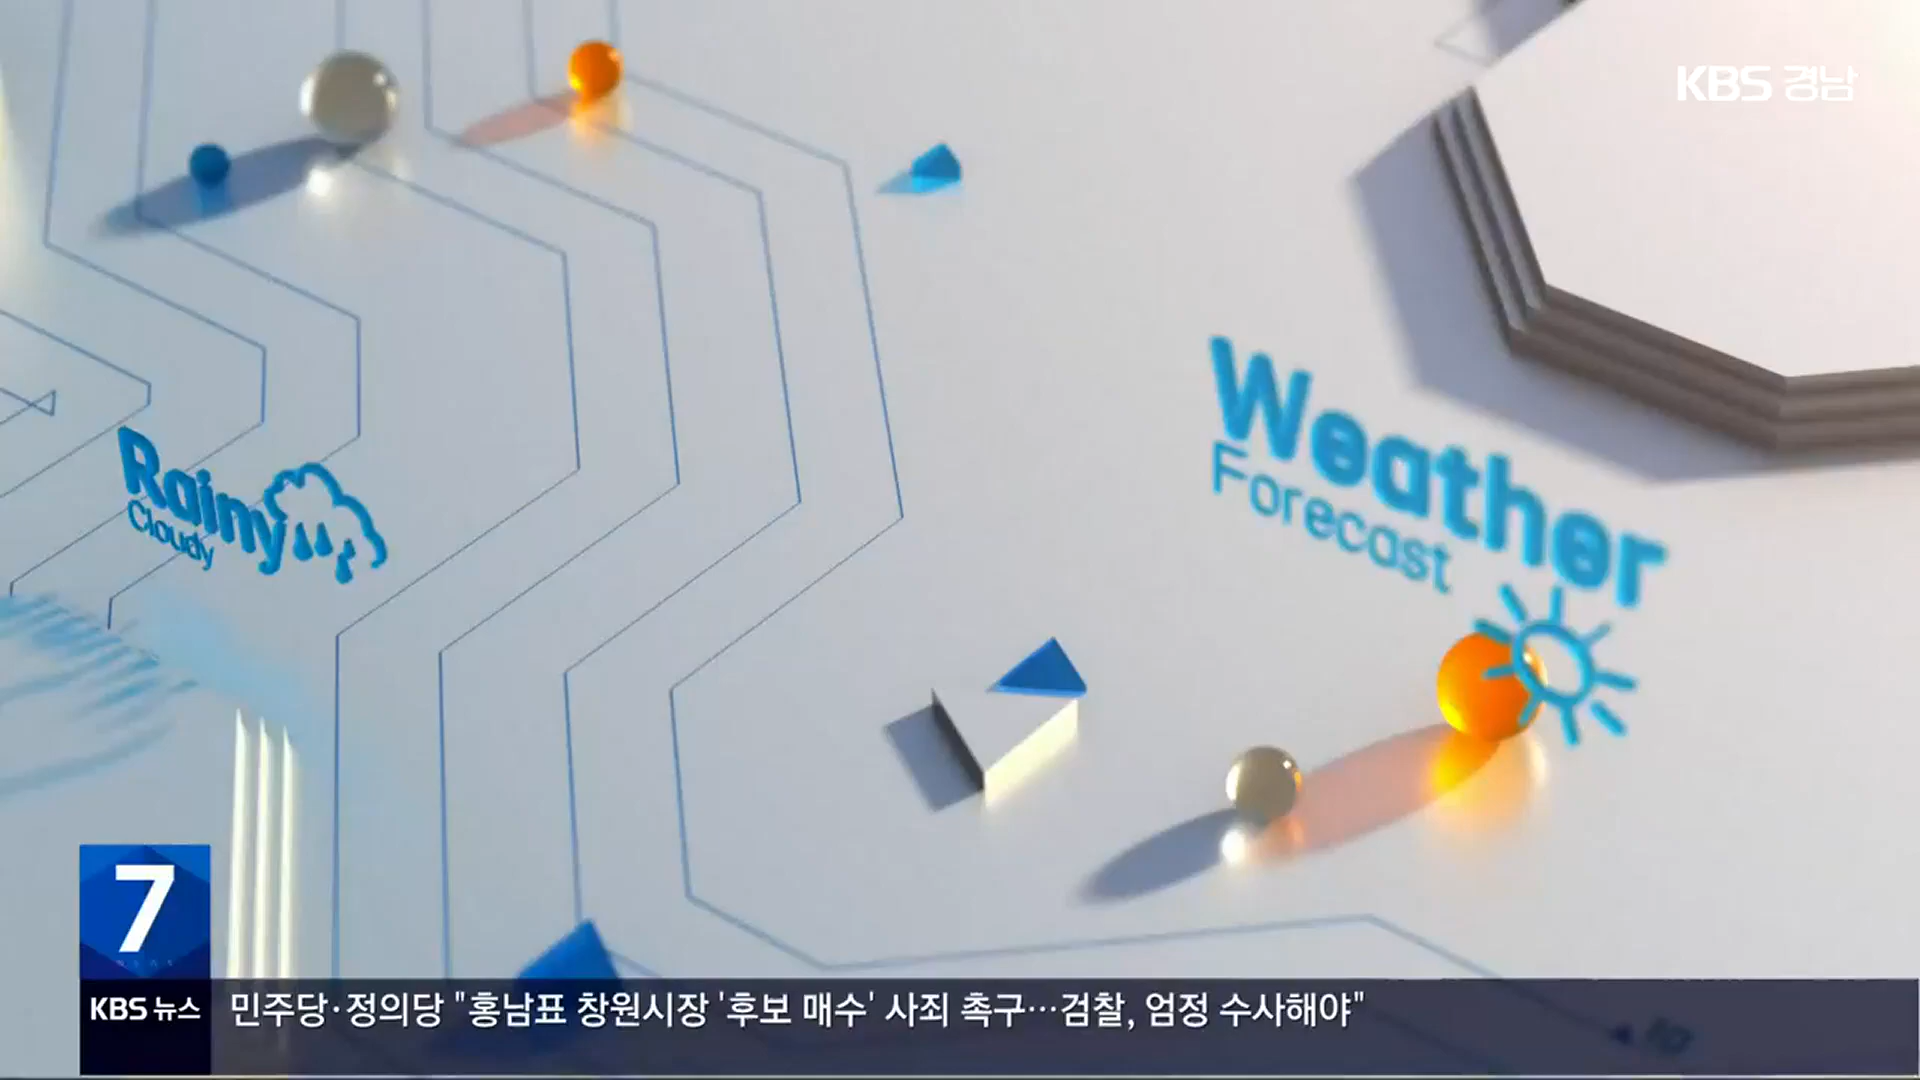 KBS 경남
Weather
Forecast
Rainy
Cloudy
7
KBS 뉴스
민주당·정의당 "홍남표 창원시장 '후보 매수' 사죄 촉구…검찰, 엄정 수사해야"